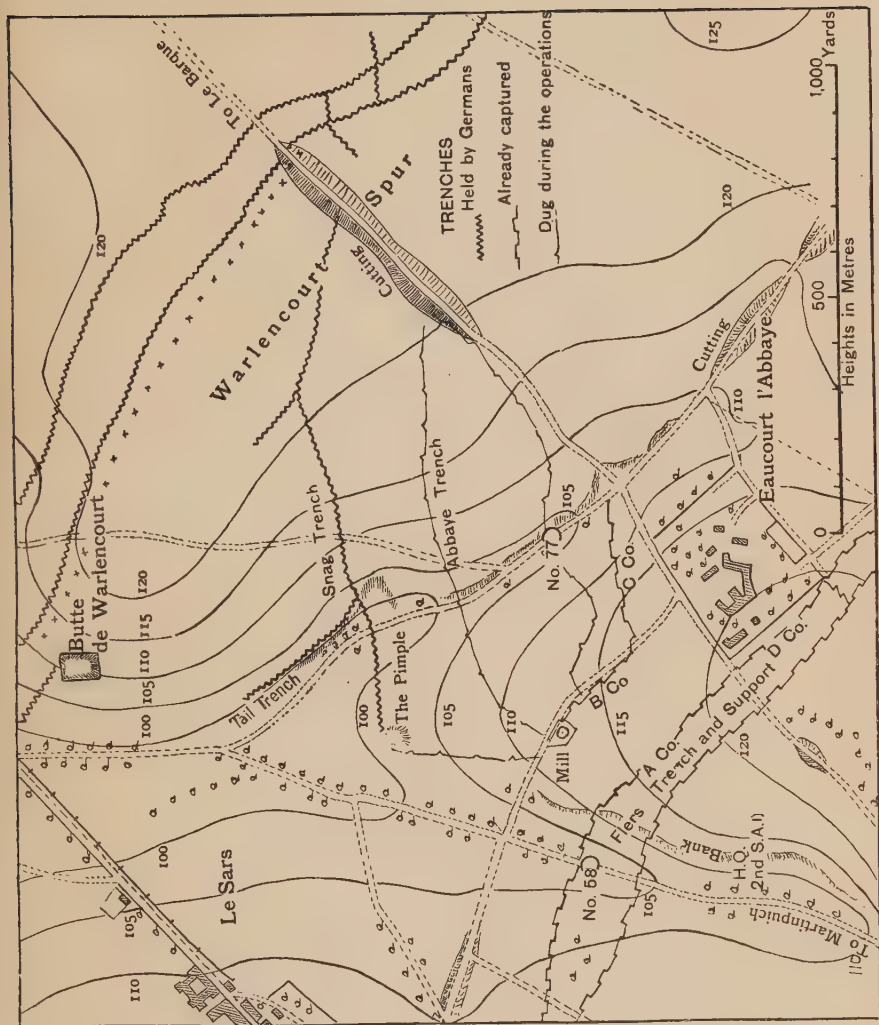 To Le Barque
125
120
Warlencourt Spur
Cutting
TRENCHES
Held by Germans
Already captured
Dug during the operations
120
Butte
de Warlencourt
120
115
110
105
100
Snag Trench
Abbaye Trench
Tail Trench
The Pimple
100
105
110
115
No. 77
105
C Co.
B Co
Mill
Cutting
110
Eaucourt l'Abbaye
A Co.
Flers Trench and Support D Co.
120
Le Sars
100
105
110
No. 58
105
Bank
H.Q.
2nd S.A.I)
To Martinpuich
110
0
500
1,000 Yards
Heights in Metres